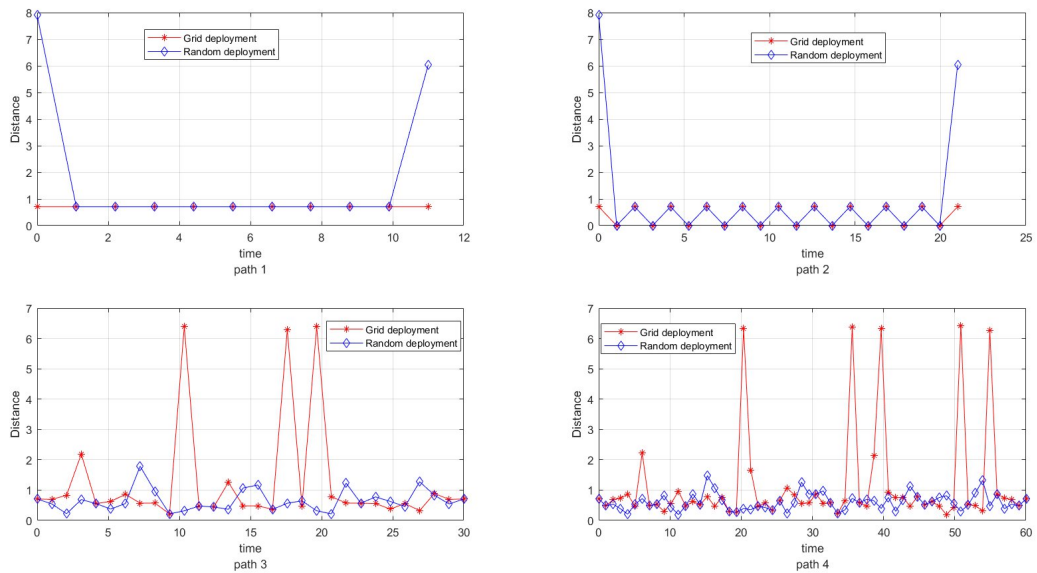 8
7
6
5
4
3
2
1
0
Distance
Grid deployment
Random deployment
0 2 4 6 8 10 12
time
path 1
8
7
6
5
4
3
2
1
0
Distance
Grid deployment
Random deployment
0 5 10 15 20 25
time
path 2
7
6
5
4
3
2
1
0
Distance
Grid deployment
Random deployment
0 5 10 15 20 25 30
time
path 3
7
6
5
4
3
2
1
0
Distance
Grid deployment
Random deployment
0 10 20 30 40 50 60
time
path 4